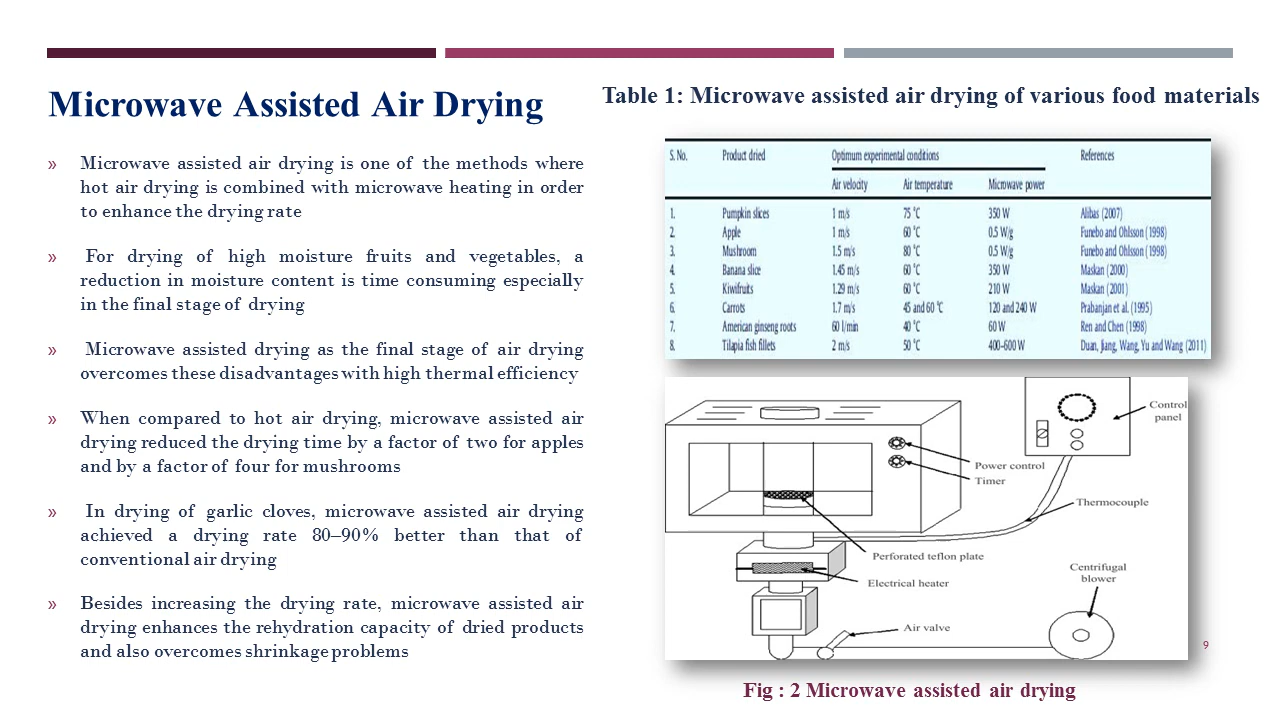 Microwave Assisted Air Drying
» Microwave assisted air drying is one of the methods where
hot air drying is combined with microwave heating in order
to enhance the drying rate
» For drying of high moisture fruits and vegetables, a
reduction in moisture content is time consuming especially
in the final stage of drying
» Microwave assisted drying as the final stage of air drying
overcomes these disadvantages with high thermal efficiency
» When compared to hot air drying, microwave assisted air
drying reduced the drying time by a factor of two for apples
and by a factor of four for mushrooms
» In drying of garlic cloves, microwave assisted air drying
achieved a drying rate 80–90% better than that of
conventional air drying
» Besides increasing the drying rate, microwave assisted air
drying enhances the rehydration capacity of dried products
and also overcomes shrinkage problems
Table 1: Microwave assisted air drying of various food materials
S. No. Product dried Optimum experimental conditions References
Air velocity Air temperature Microwave power
1. Pumpkin slices 1 m/s 75 °C 350 W Alibas (2007)
2. Apple 1 m/s 60 °C 0.5 W/g Funebo and Ohlsson (1998)
3. Mushroom 1.5 m/s 80 °C 0.5 W/g Funebo and Ohlsson (1998)
4. Banana slice 1.45 m/s 60 °C 350 W Maskan (2000)
5. Kiwifruits 1.29 m/s 60 °C 210 W Maskan (2001)
6. Carrots 1.7 m/s 45 and 60 °C 120 and 240 W Prabanjan et al. (1995)
7. American ginseng roots 60 l/min 40 °C 60 W Ren and Chen (1998)
8. Tilapia fish fillets 2 m/s 50 °C 400–600 W Duan, Jiang, Wang, Yu and Wang (2011)
Control
panel
Power control
Timer
Thermocouple
Perforated teflon plate
Electrical heater
Centrifugal
blower
Air valve
9
Fig : 2 Microwave assisted air drying